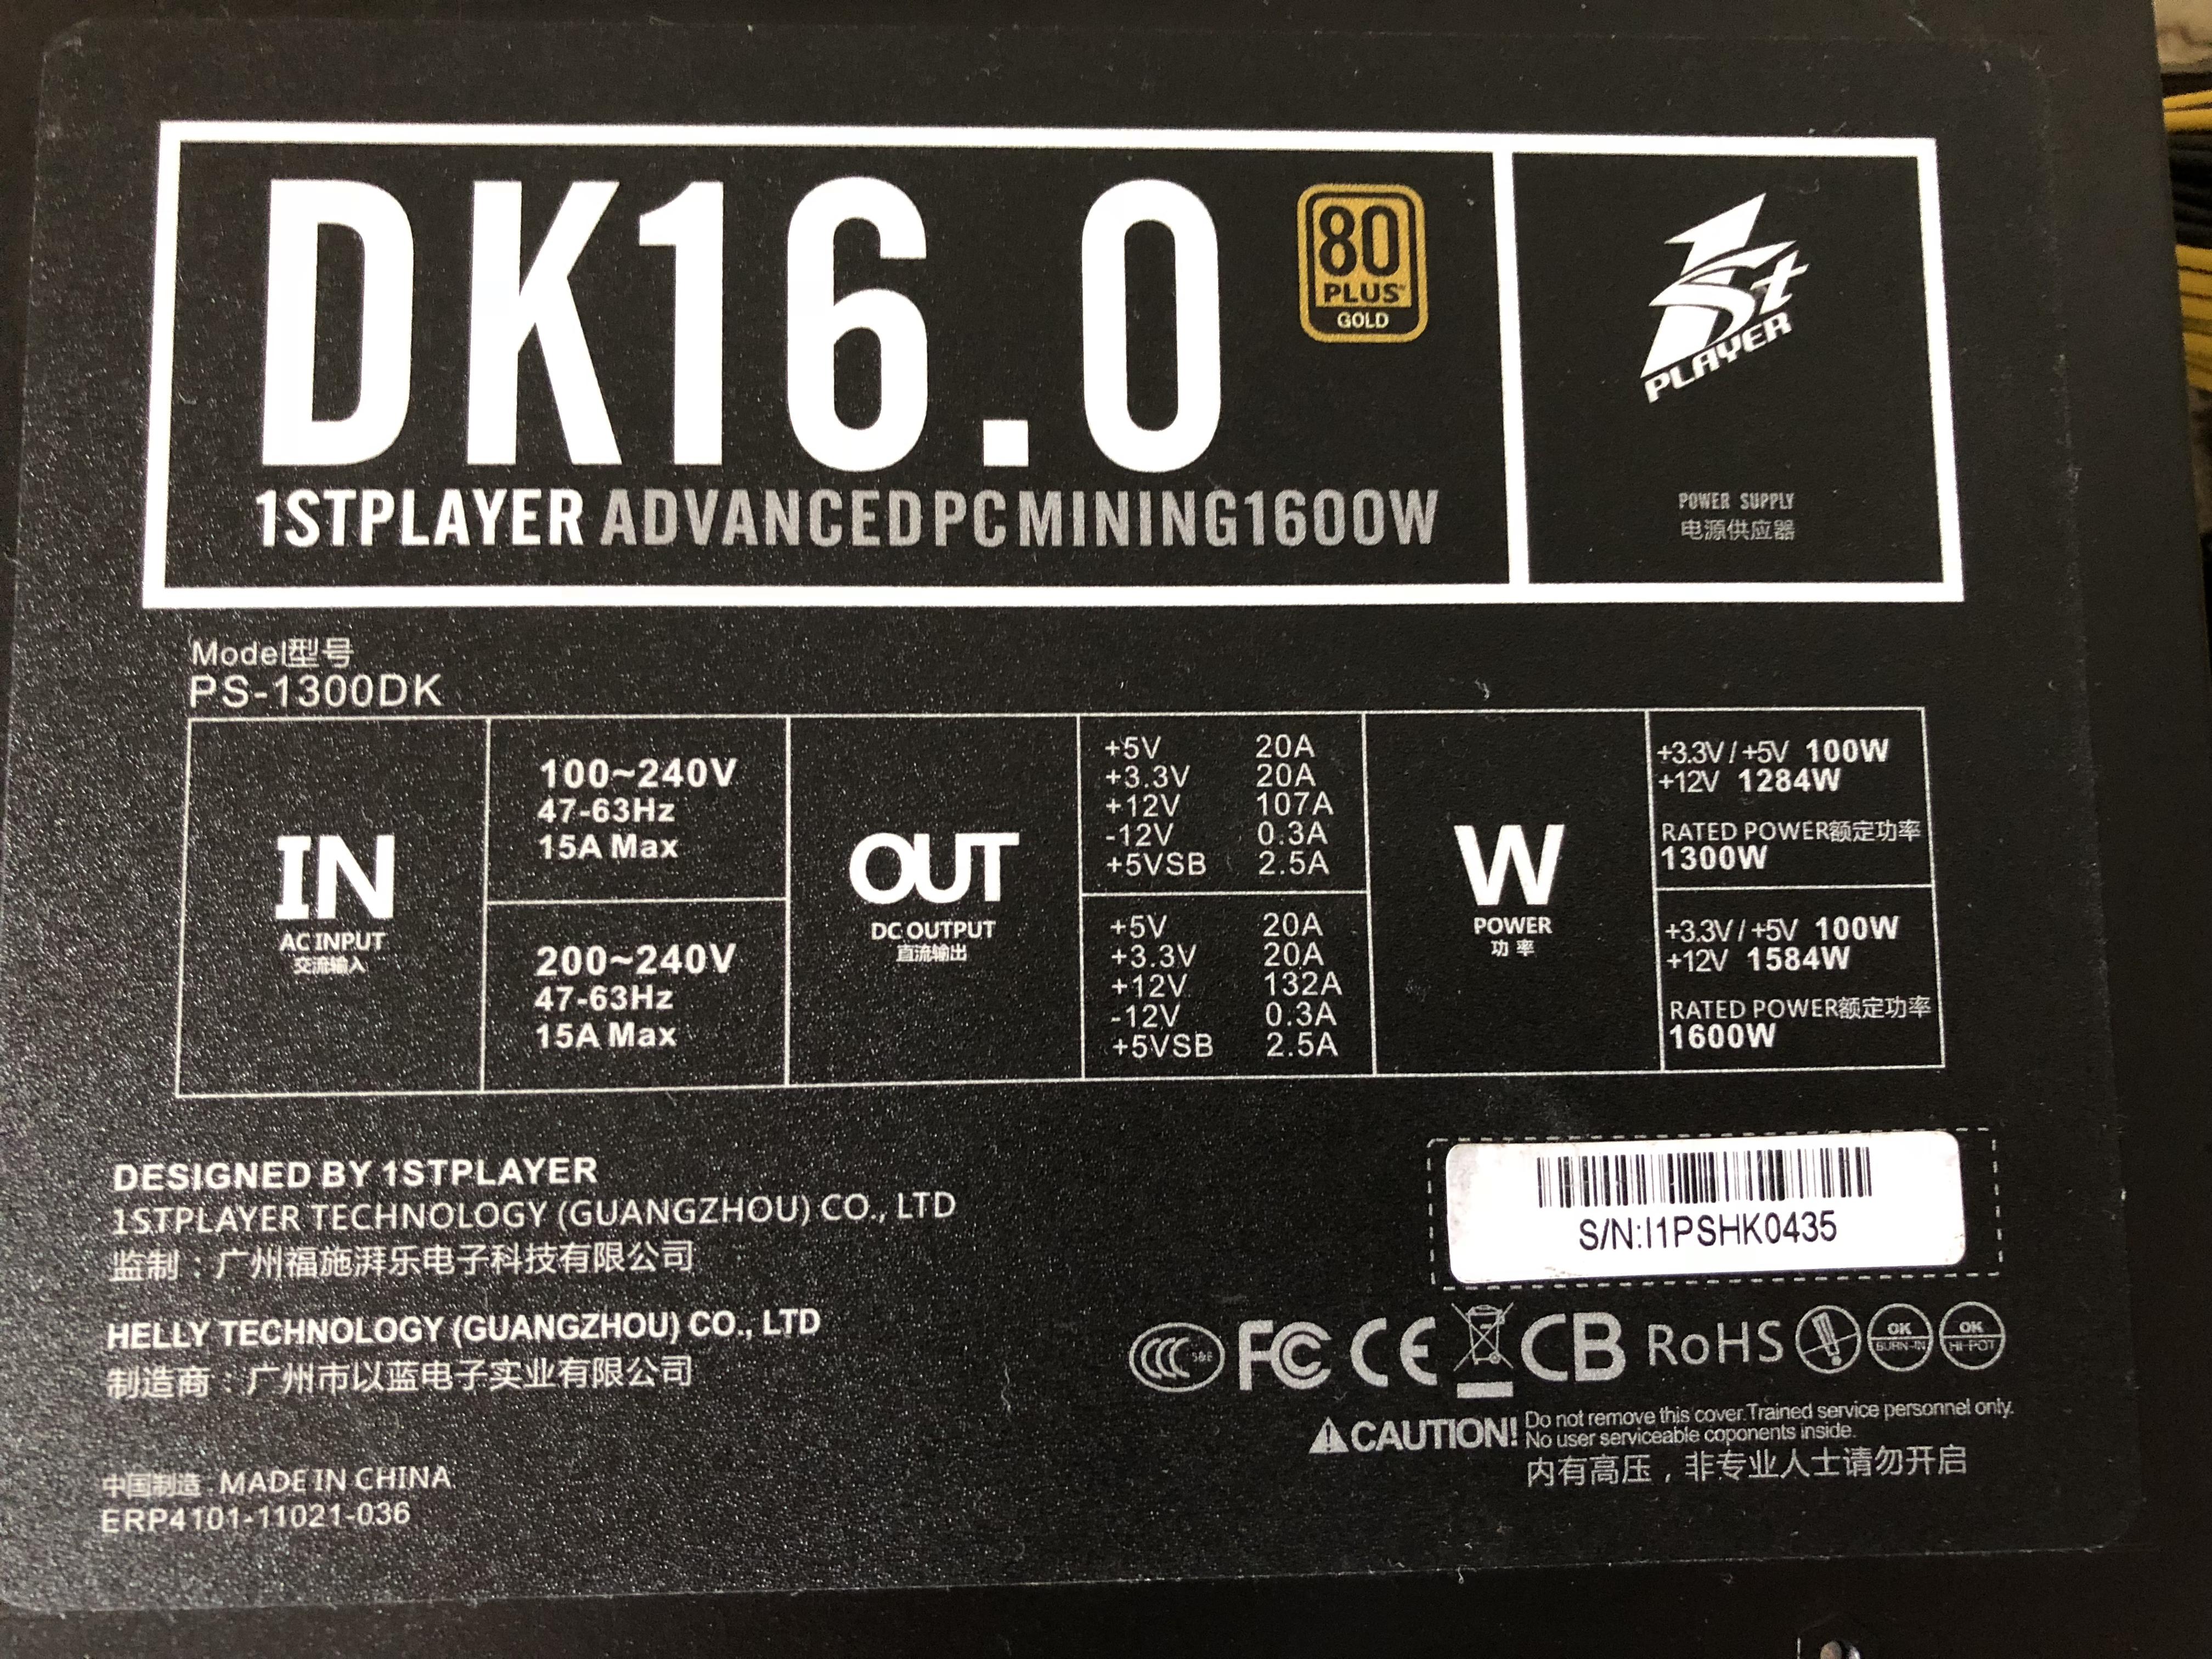 DK16.0
80
PLUS
GOLD
1STPLAYER ADVANCED PC MINING 1600W
1St
PLAYER
POWER SUPPLY
电源供应器
Model型号
PS-1300DK
IN
AC INPUT
交流输入
100~240V
47-63Hz
15A Max
200~240V
47-63Hz
15A Max
OUT
DC OUTPUT
直流输出
+5V 20A
+3.3V 20A
+12V 107A
-12V 0.3A
+5VSB 2.5A
+5V 20A
+3.3V 20A
+12V 132A
-12V 0.3A
+5VSB 2.5A
W
POWER
功率
+3.3V / +5V 100W
+12V 1284W
RATED POWER额定功率
1300W
+3.3V / +5V 100W
+12V 1584W
RATED POWER额定功率
1600W
DESIGNED BY 1STPLAYER
1STPLAYER TECHNOLOGY (GUANGZHOU) CO., LTD
监制：广州福施湃乐电子科技有限公司
HELLY TECHNOLOGY (GUANGZHOU) CO., LTD
制造商：广州市以蓝电子实业有限公司
中国制造 . MADE IN CHINA
ERP4101-11021-036
S/N:I1PSHK0435
CCC S&E FC CE CB RoHS
OK
BURN-IN
OK
HI-POT
CAUTION!
Do not remove this cover.Trained service personnel only.
No user serviceable coponents inside.
内有高压，非专业人士请勿开启